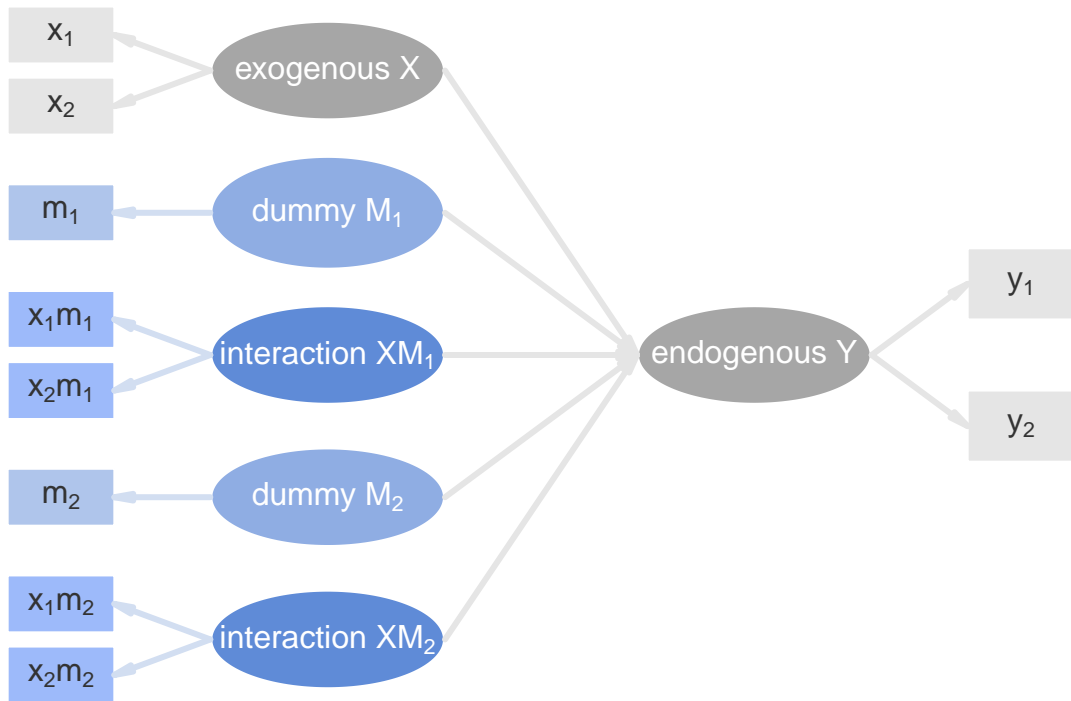 x₁
exogenous X
x₂
m₁
dummy M₁
x₁m₁
interaction XM₁
x₂m₁
endogenous Y
y₁
y₂
m₂
dummy M₂
x₁m₂
interaction XM₂
x₂m₂